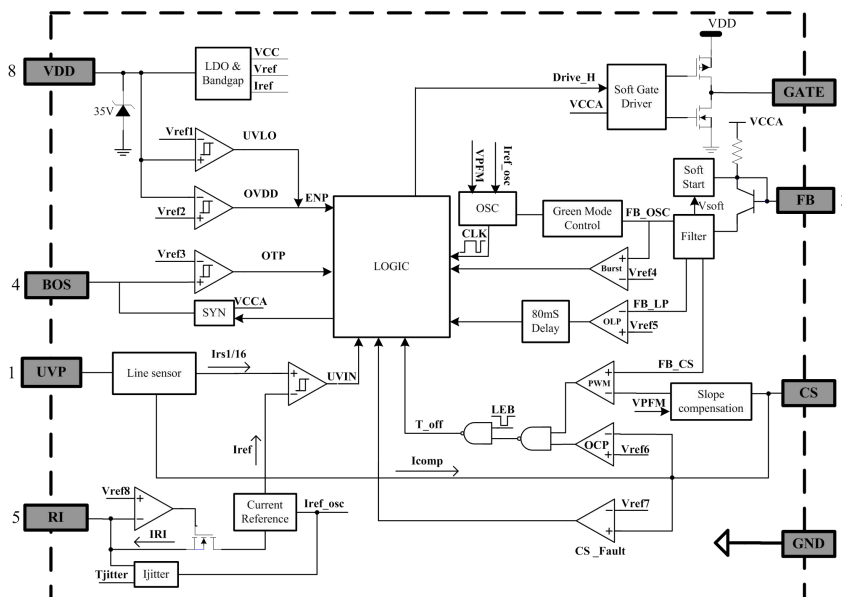 VDD
VCC
8
VDD
LDO &
Bandgap
Vref
Iref
Drive_H
Soft Gate
Driver
GATE
35V
VCCA
VCCA
Vref1
UVLO
VPFM
Iref_osc
Soft
Start
FB
Vsoft
OVDD
ENP
OSC
Green Mode
Control
FB_OSC
Filter
Vref2
CLK
Vref3
OTP
LOGIC
Burst
Vref4
4
BOS
SYN
VCCA
80mS
Delay
FB_LP
OLP
Vref5
1
UVP
Line sensor
Irs1/16
UVIN
FB_CS
PWM
VPFM
Slope
compensation
CS
LEB
T_off
OCP
Vref6
Iref
Icomp
Vref8
5
RI
IRI
Current
Reference
Iref_osc
Vref7
CS_Fault
GND
Tjitter
Ijitter